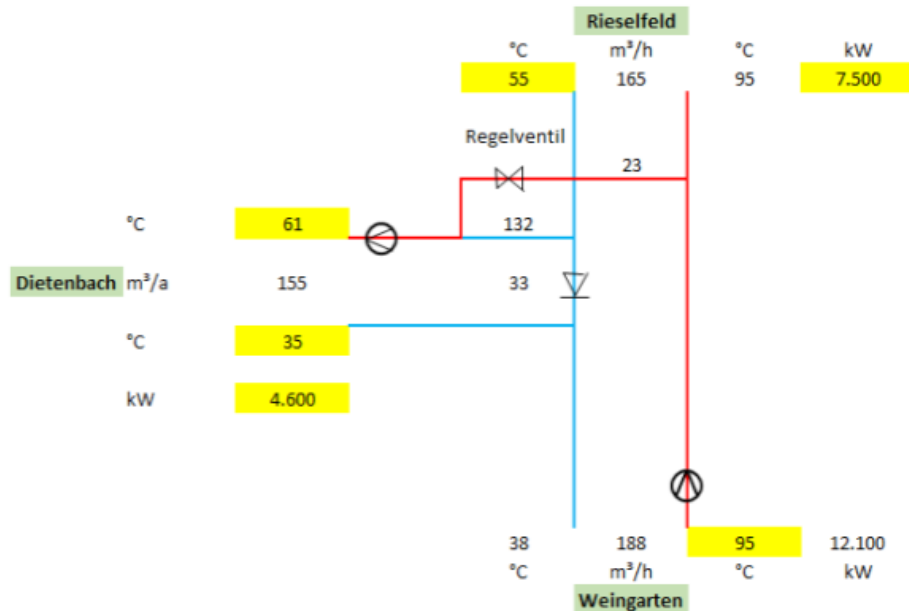 Rieselfeld
°C m³/h °C kW
55 165 95 7.500
Regelventil
23
°C 61 132
Dietenbach m³/a 155 33
°C 35
kW 4.600
38 188 95 12.100
°C m³/h °C kW
Weingarten